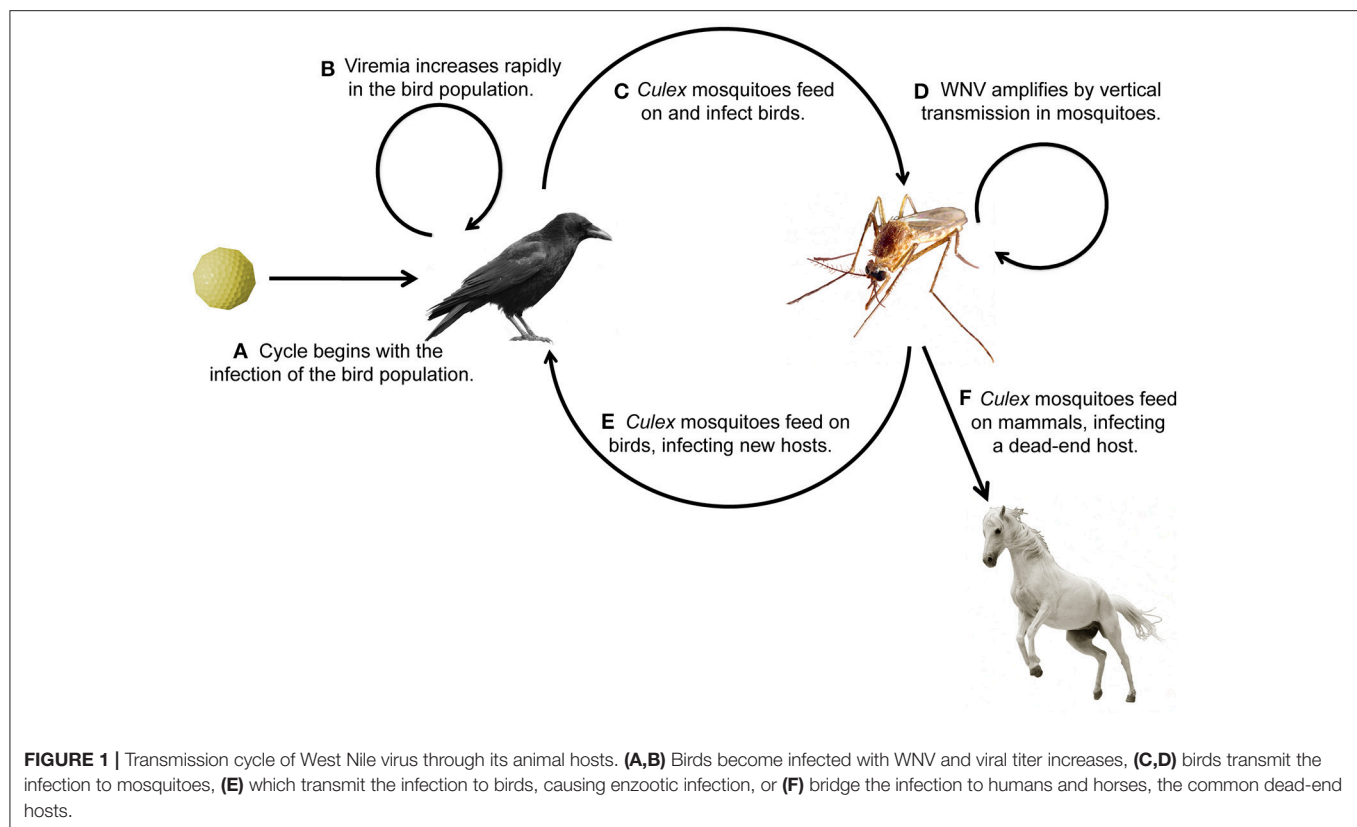 B Viremia increases rapidly
in the bird population.
C Culex mosquitoes feed
on and infect birds.
D WNV amplifies by vertical
transmission in mosquitoes.
A Cycle begins with the
infection of the bird population.
E Culex mosquitoes feed on
birds, infecting new hosts.
F Culex mosquitoes feed
on mammals, infecting
a dead-end host.
FIGURE 1 | Transmission cycle of West Nile virus through its animal hosts. (A,B) Birds become infected with WNV and viral titer increases, (C,D) birds transmit the
infection to mosquitoes, (E) which transmit the infection to birds, causing enzootic infection, or (F) bridge the infection to humans and horses, the common dead-end
hosts.